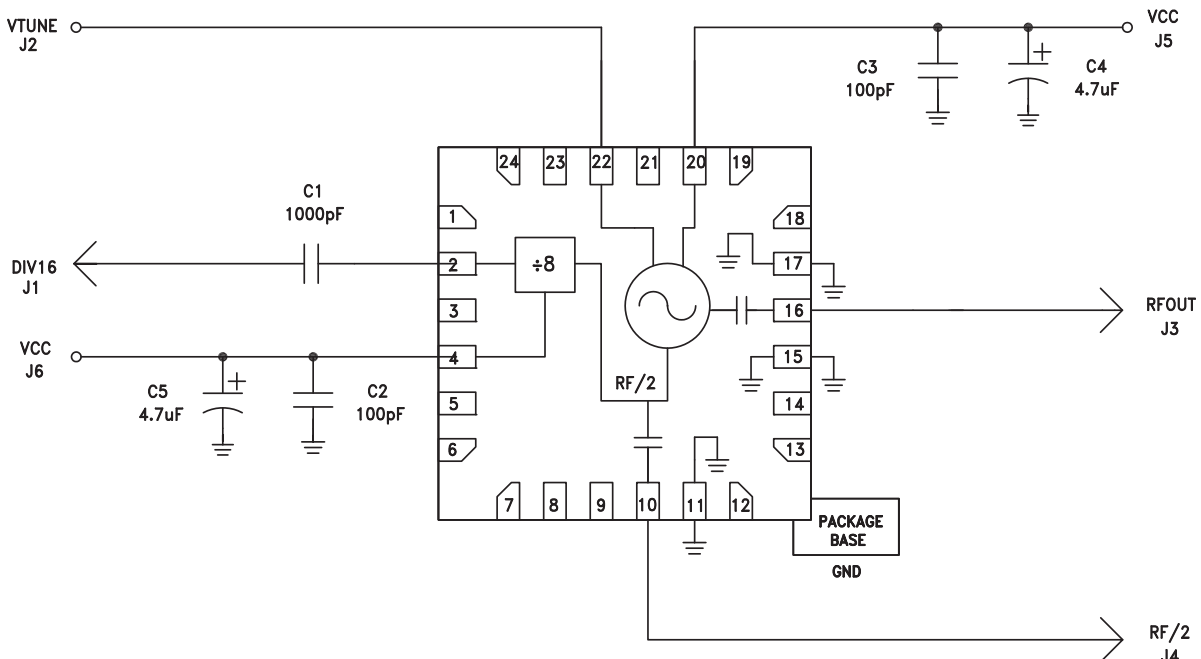 VTUNE
J2
VCC
J5
C3
100pF
C4
4.7uF
24
23
22
21
20
19
C1
1000pF
1
18
DIV16
J1
2
÷8
17
3
16
RFOUT
J3
VCC
J6
4
15
C5
4.7uF
C2
100pF
RF/2
5
14
6
13
7
8
9
10
11
12
PACKAGE
BASE
GND
RF/2
J4